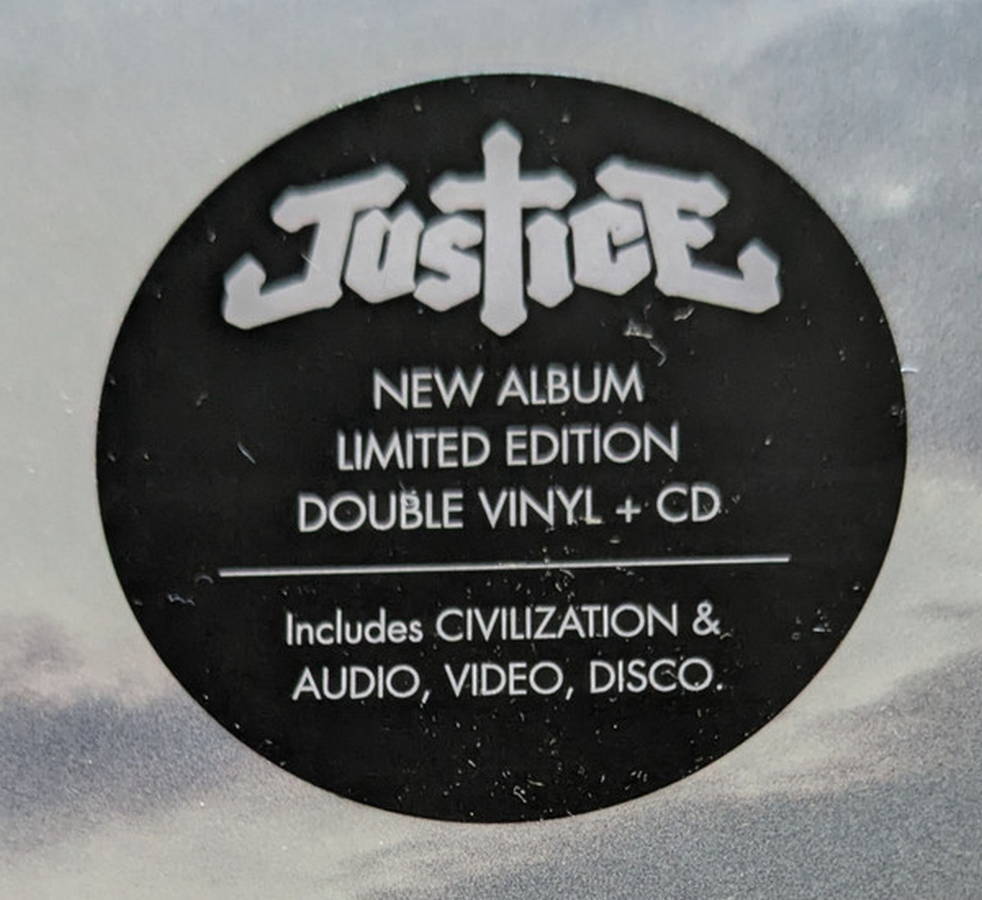 JusticE
NEW ALBUM
LIMITED EDITION
DOUBLE VINYL + CD
Includes CIVILIZATION &
AUDIO, VIDEO, DISCO.